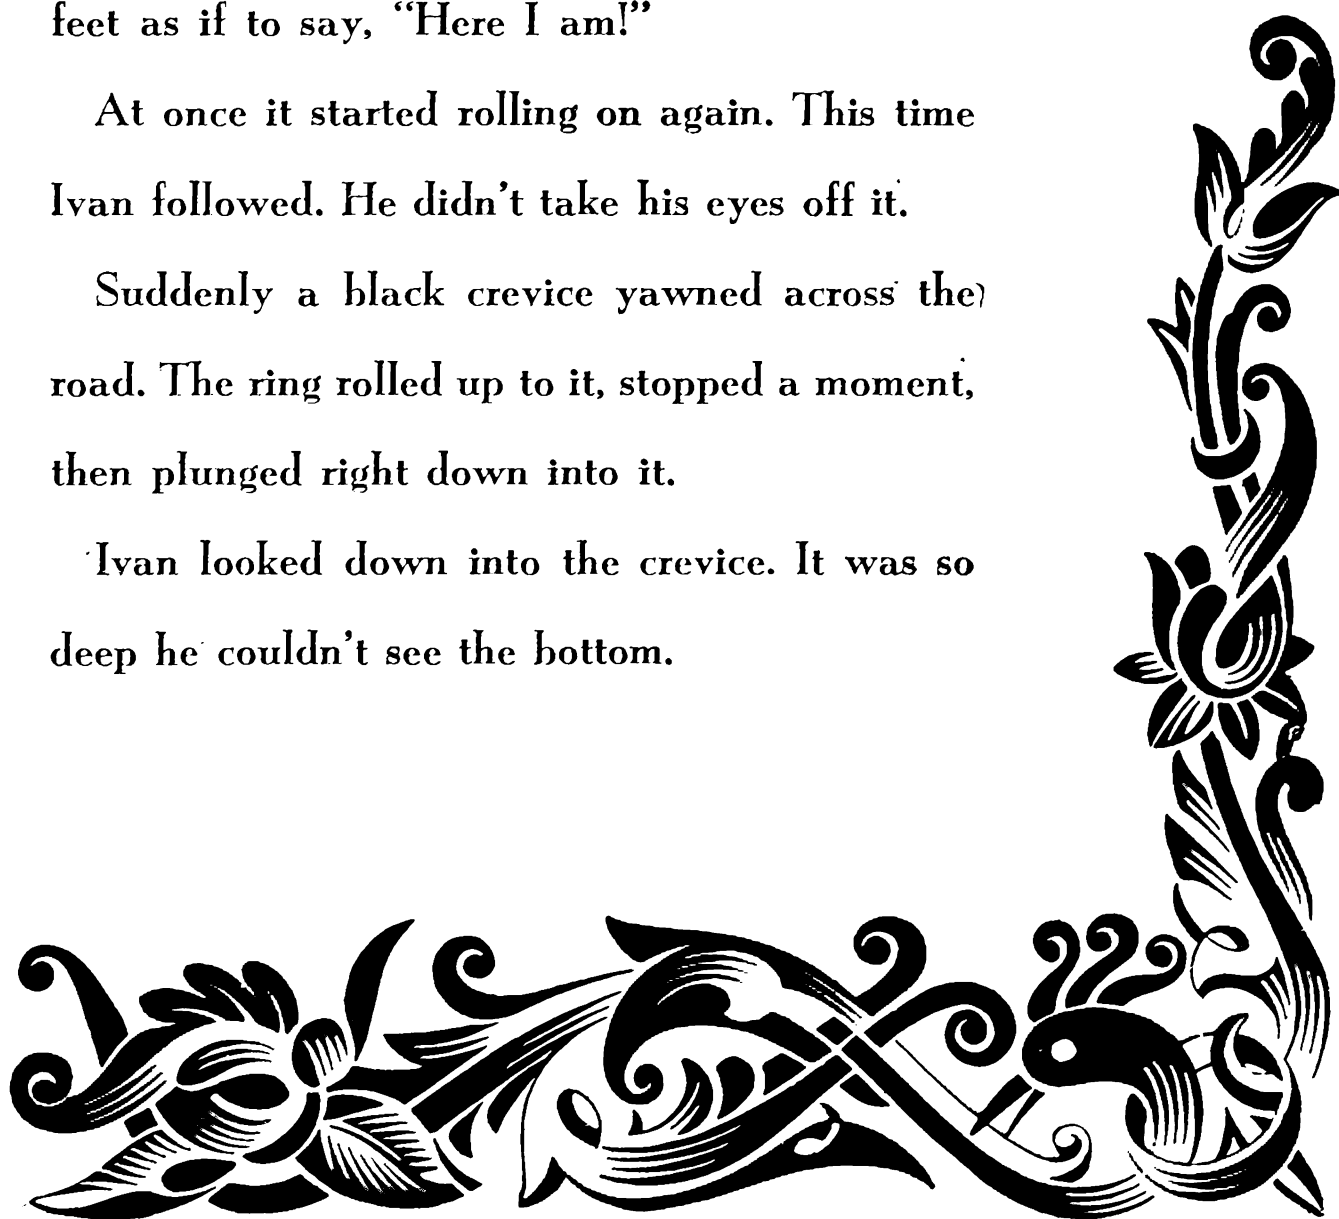 feet as if to say, “Here I am!”
At once it started rolling on again. This time
Ivan followed. He didn’t take his eyes off it.
Suddenly a black crevice yawned across the
road. The ring rolled up to it, stopped a moment,
then plunged right down into it.
Ivan looked down into the crevice. It was so
deep he couldn’t see the bottom.